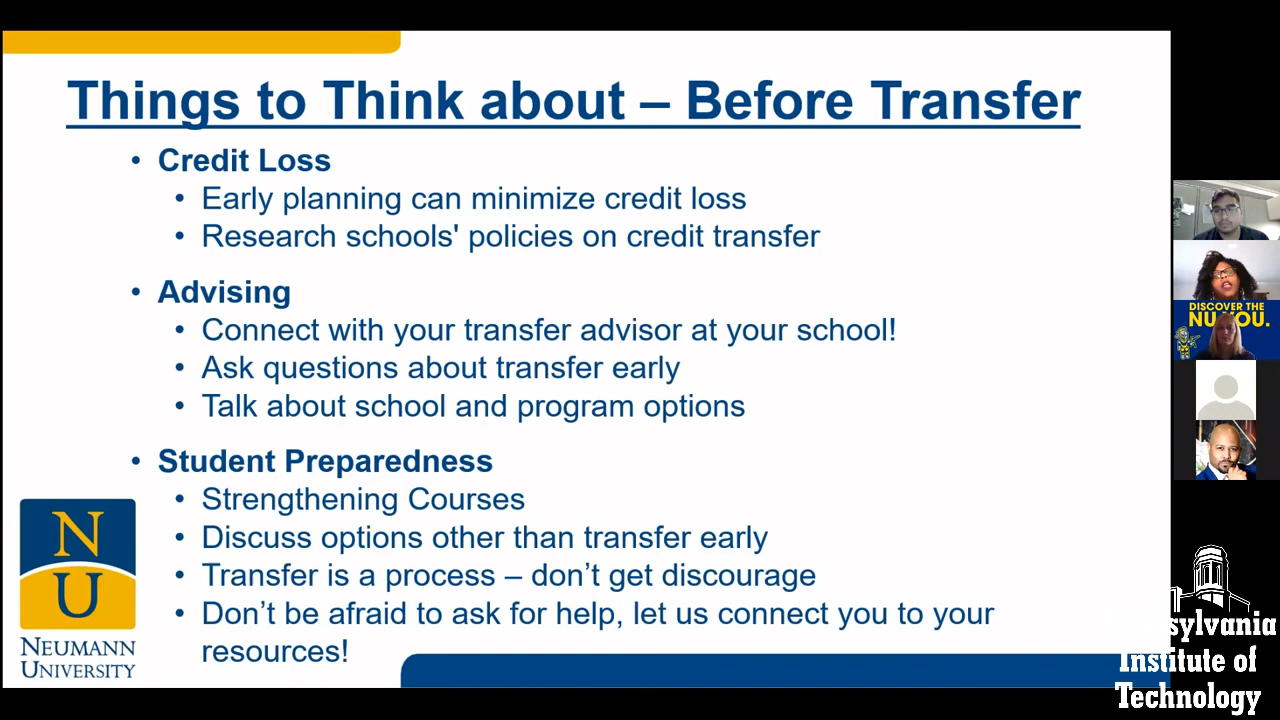 Things to Think about – Before Transfer
• Credit Loss
• Early planning can minimize credit loss
• Research schools' policies on credit transfer
• Advising
• Connect with your transfer advisor at your school!
• Ask questions about transfer early
• Talk about school and program options
• Student Preparedness
• Strengthening Courses
• Discuss options other than transfer early
• Transfer is a process – don’t get discourage
• Don’t be afraid to ask for help, let us connect you to your
resources!
N
U
NEUMANN
UNIVERSITY
DISCOVER THE
NU YOU.
Pennsylvania
Institute of
Technology